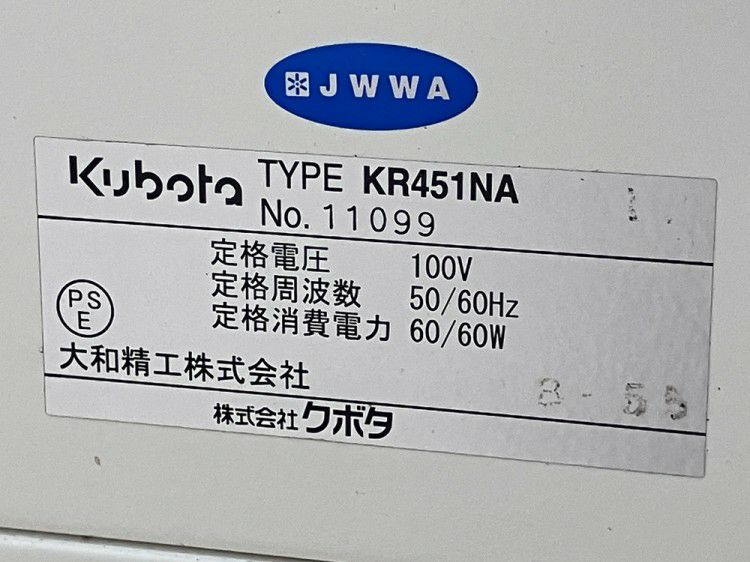 JWWA
Kubota TYPE KR451NA
No. 11099
定格電圧 100V
定格周波数 50/60Hz
定格消費電力 60/60W
PS
E
大和精工株式会社
株式会社クボタ